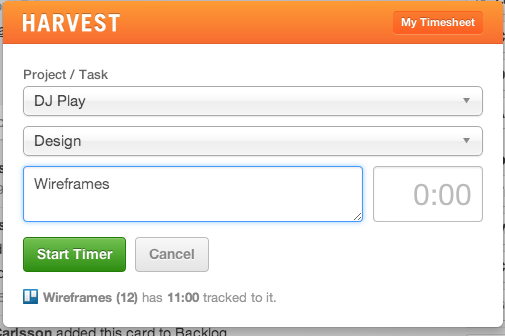 HARVEST
My Timesheet
Project / Task
DJ Play
Design
Wireframes
0:00
Start Timer
Cancel
Wireframes (12) has 11:00 tracked to it.
Carlsson added this card to Backlog